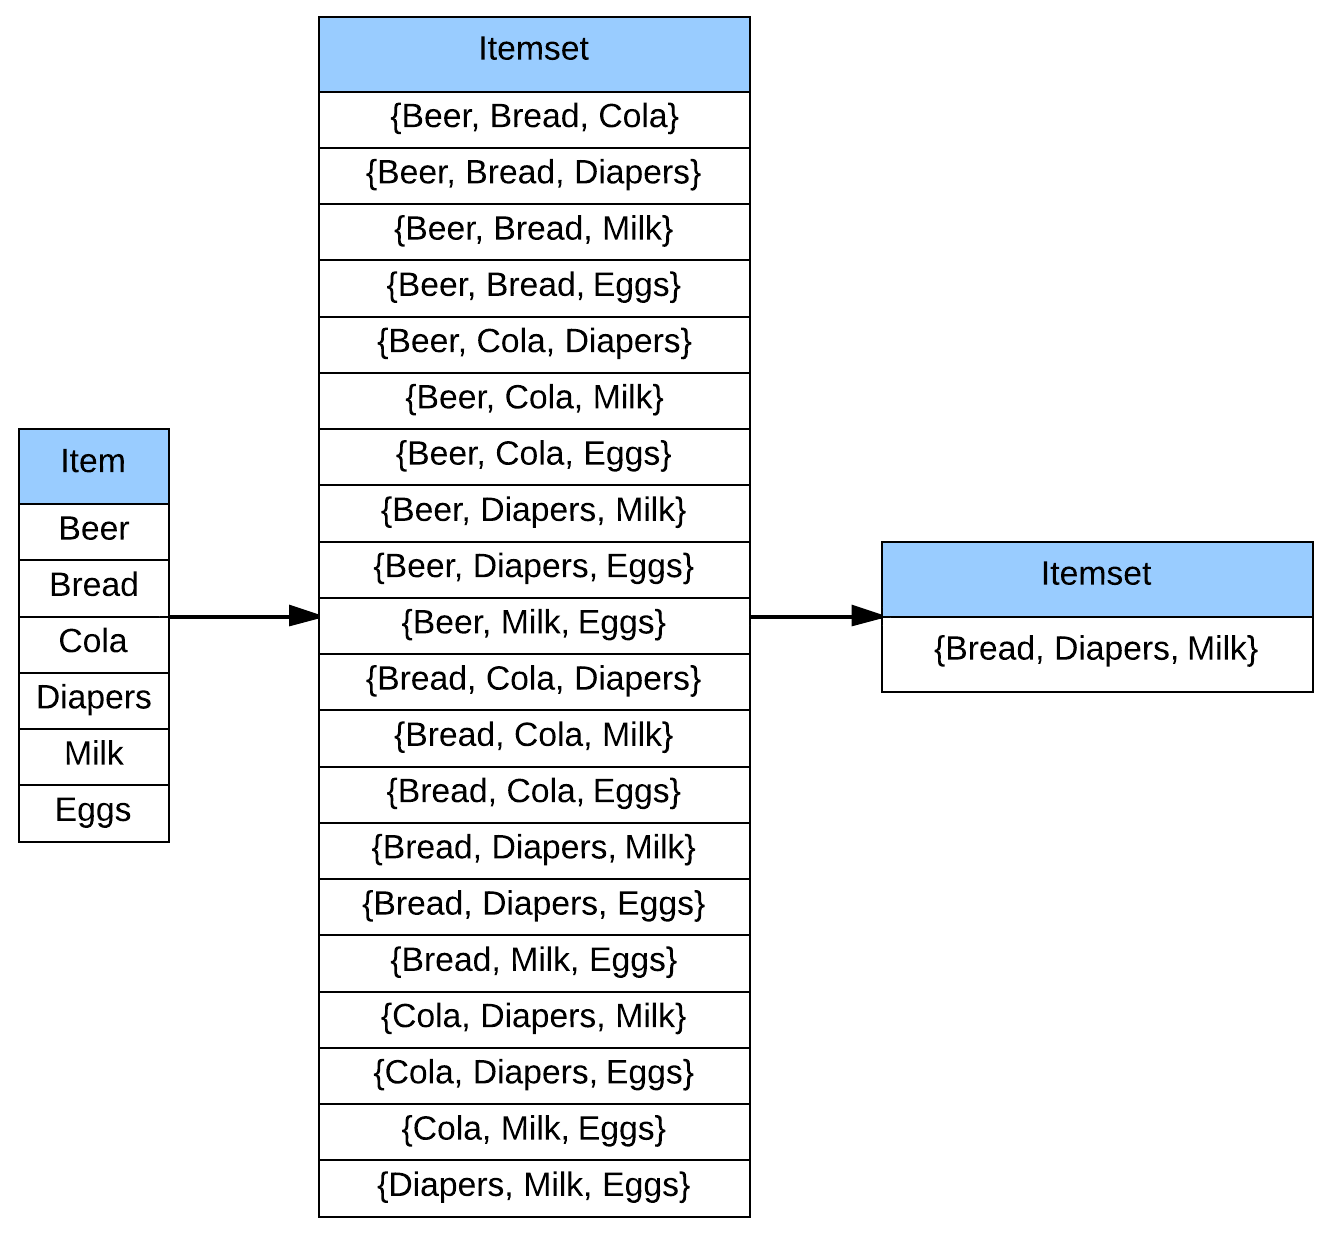 Item
Beer
Bread
Cola
Diapers
Milk
Eggs
Itemset
{Beer, Bread, Cola}
{Beer, Bread, Diapers}
{Beer, Bread, Milk}
{Beer, Bread, Eggs}
{Beer, Cola, Diapers}
{Beer, Cola, Milk}
{Beer, Cola, Eggs}
{Beer, Diapers, Milk}
{Beer, Diapers, Eggs}
{Beer, Milk, Eggs}
{Bread, Cola, Diapers}
{Bread, Cola, Milk}
{Bread, Cola, Eggs}
{Bread, Diapers, Milk}
{Bread, Diapers, Eggs}
{Bread, Milk, Eggs}
{Cola, Diapers, Milk}
{Cola, Diapers, Eggs}
{Cola, Milk, Eggs}
{Diapers, Milk, Eggs}
Itemset
{Bread, Diapers, Milk}